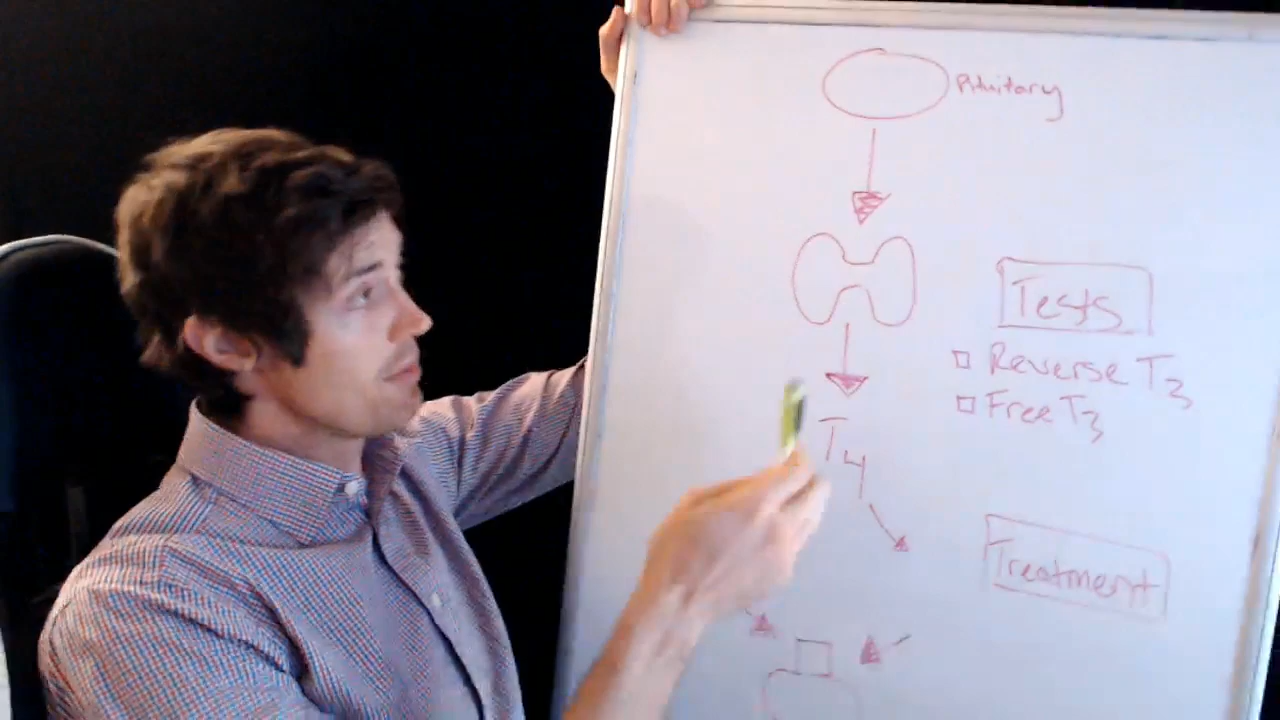 Pituitary
Tests
Reverse T3
Free T3
T4
Treatment